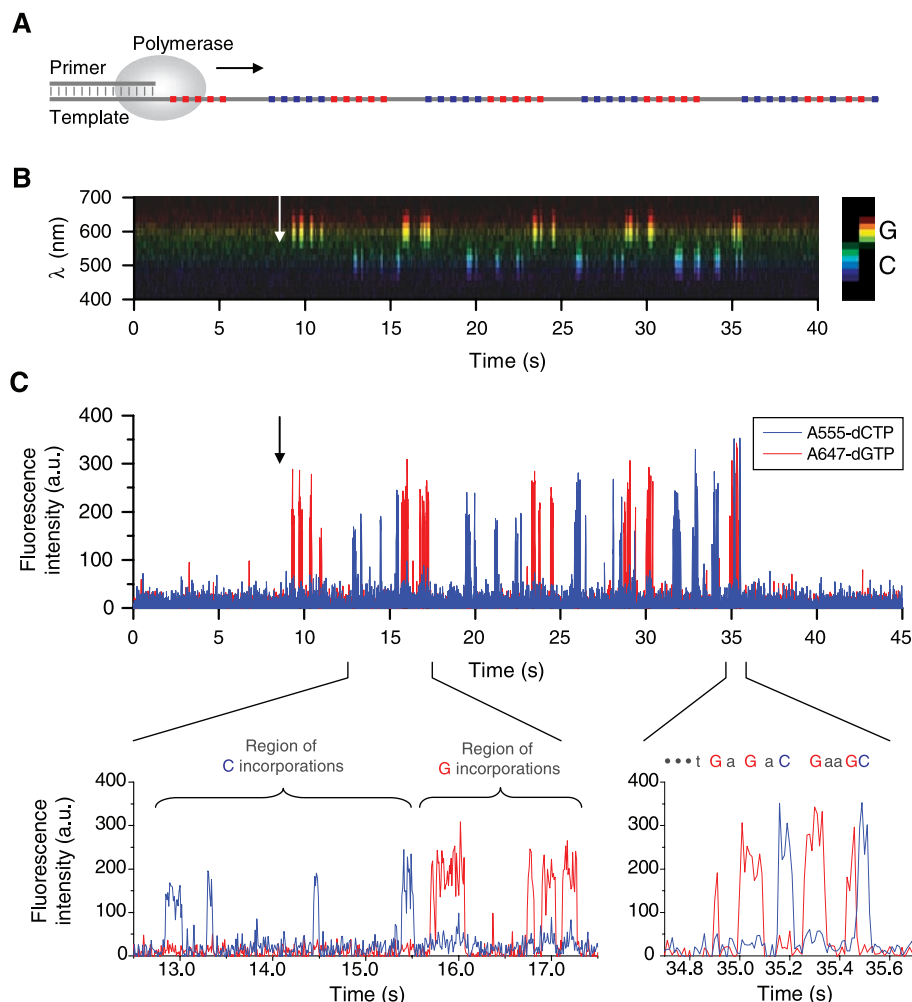 A
Polymerase
Primer
Template
B
700
600
500
400
λ (nm)
0 5 10 15 20 25 30 35 40
Time (s)
G
C
C
400
300
200
100
0
Fluorescence
intensity (a.u.)
A555-dCTP
A647-dGTP
0 5 10 15 20 25 30 35 40 45
Time (s)
Region of
C incorporations
Region of
G incorporations
400
300
200
100
0
Fluorescence
intensity (a.u.)
13.0 14.0 15.0 16.0 17.0
Time (s)
•••t G a G a C GaaGC
400
300
200
100
0
34.8 35.0 35.2 35.4 35.6
Time (s)